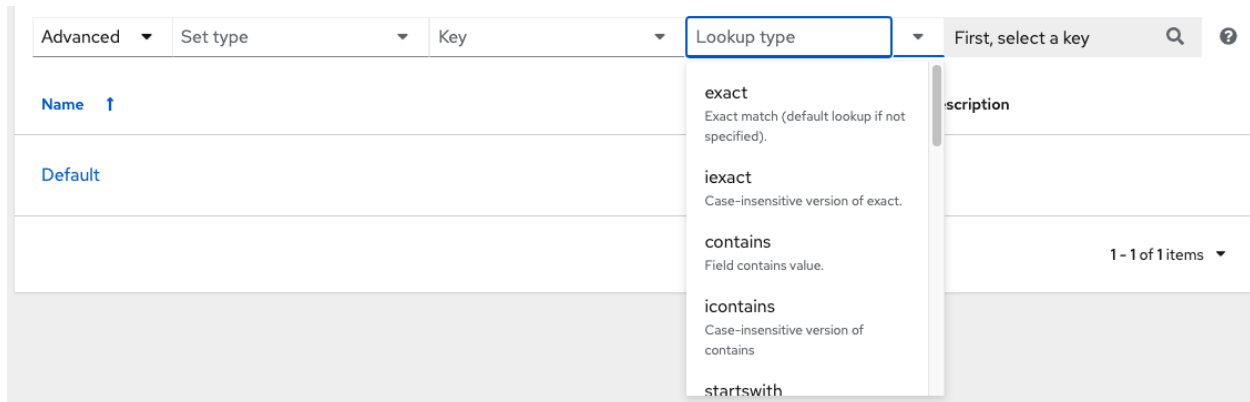 Advanced Set type Key Lookup type First, select a key
Name
Default
exact
Exact match (default lookup if not
specified).
iexact
Case-insensitive version of exact.
contains
Field contains value.
icontains
Case-insensitive version of
contains
startswith
escription
1 - 1 of 1 items